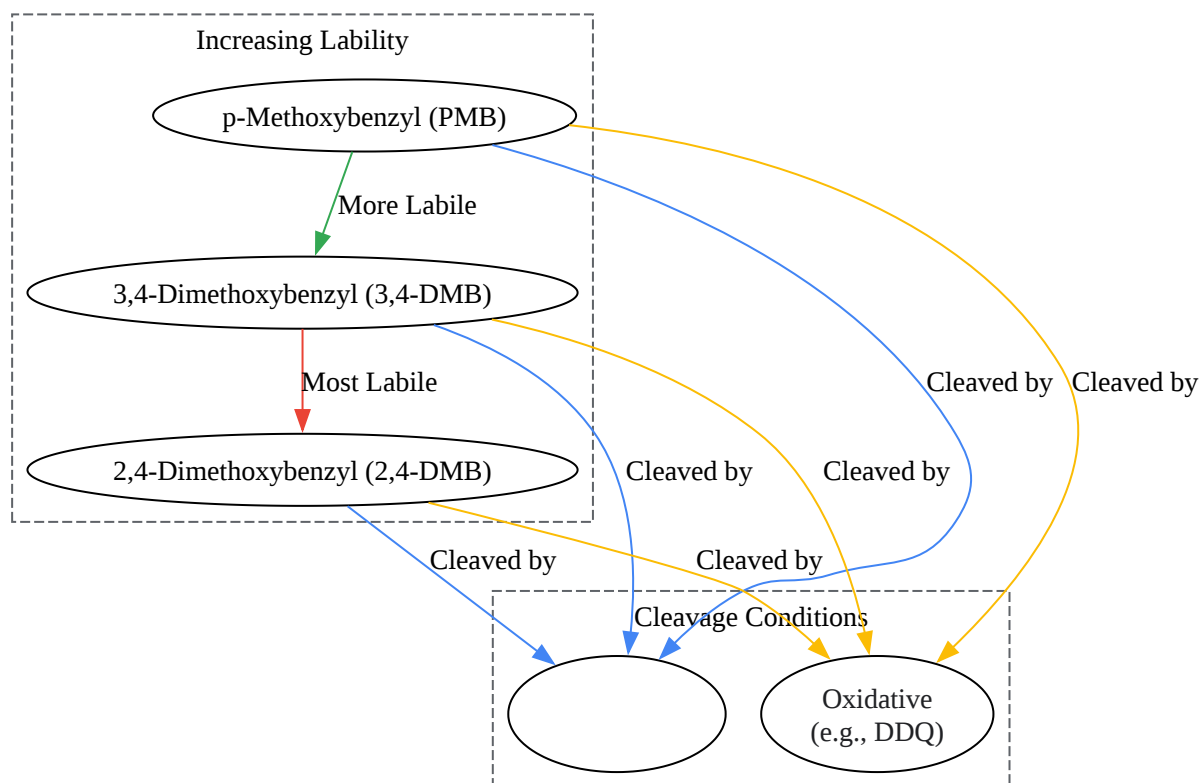 Increasing Lability
p-Methoxybenzyl (PMB)
More Labile
3,4-Dimethoxybenzyl (3,4-DMB)
Most Labile
Cleaved by
Cleaved by
2,4-Dimethoxybenzyl (2,4-DMB)
Cleaved by
Cleaved by
Cleaved by
Cleaved by
Cleavage Conditions
Oxidative
(e.g., DDQ)